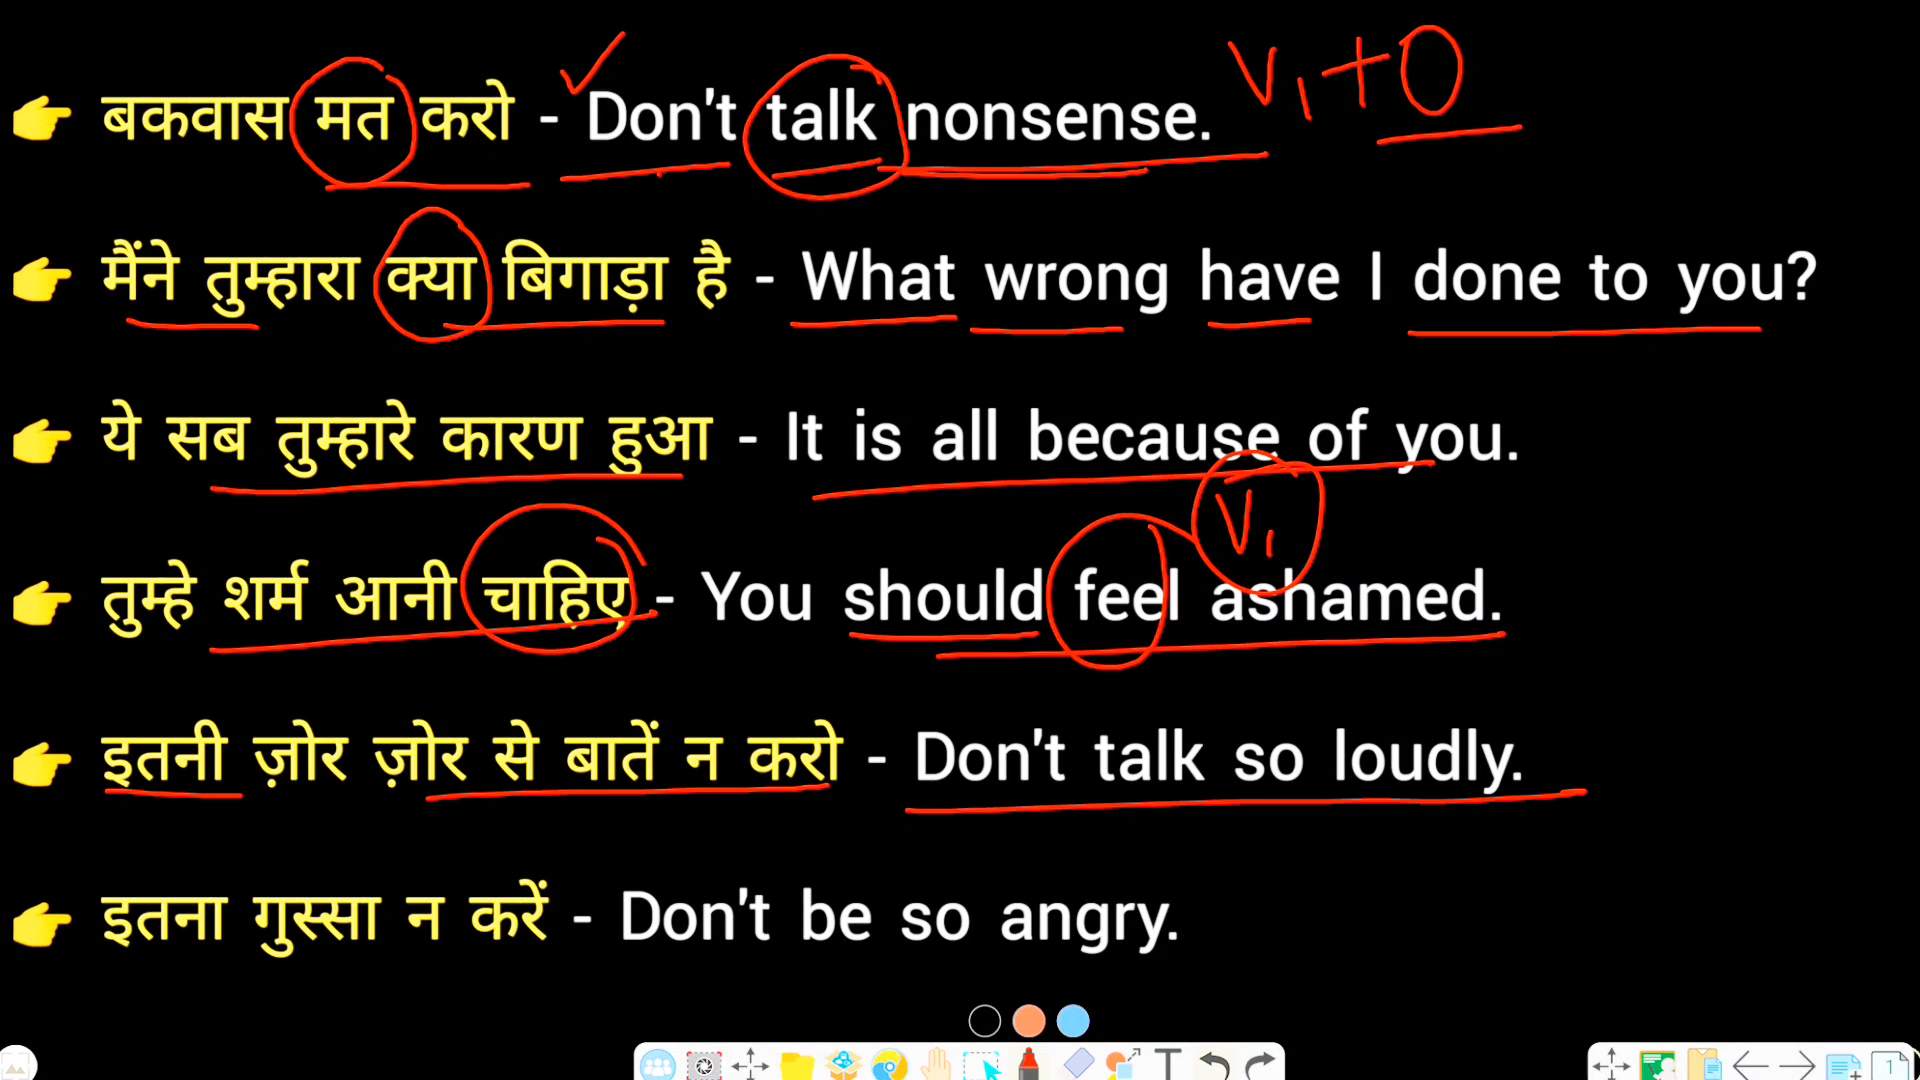 बकवास मत करो - Don't talk nonsense. V1+O
मैंने तुम्हारा क्या बिगाड़ा है - What wrong have I done to you?
ये सब तुम्हारे कारण हुआ - It is all because of you.
V1
तुम्हे शर्म आनी चाहिए - You should feel ashamed.
इतनी ज़ोर ज़ोर से बातें न करो - Don't talk so loudly.
इतना गुस्सा न करें - Don't be so angry.
T
1